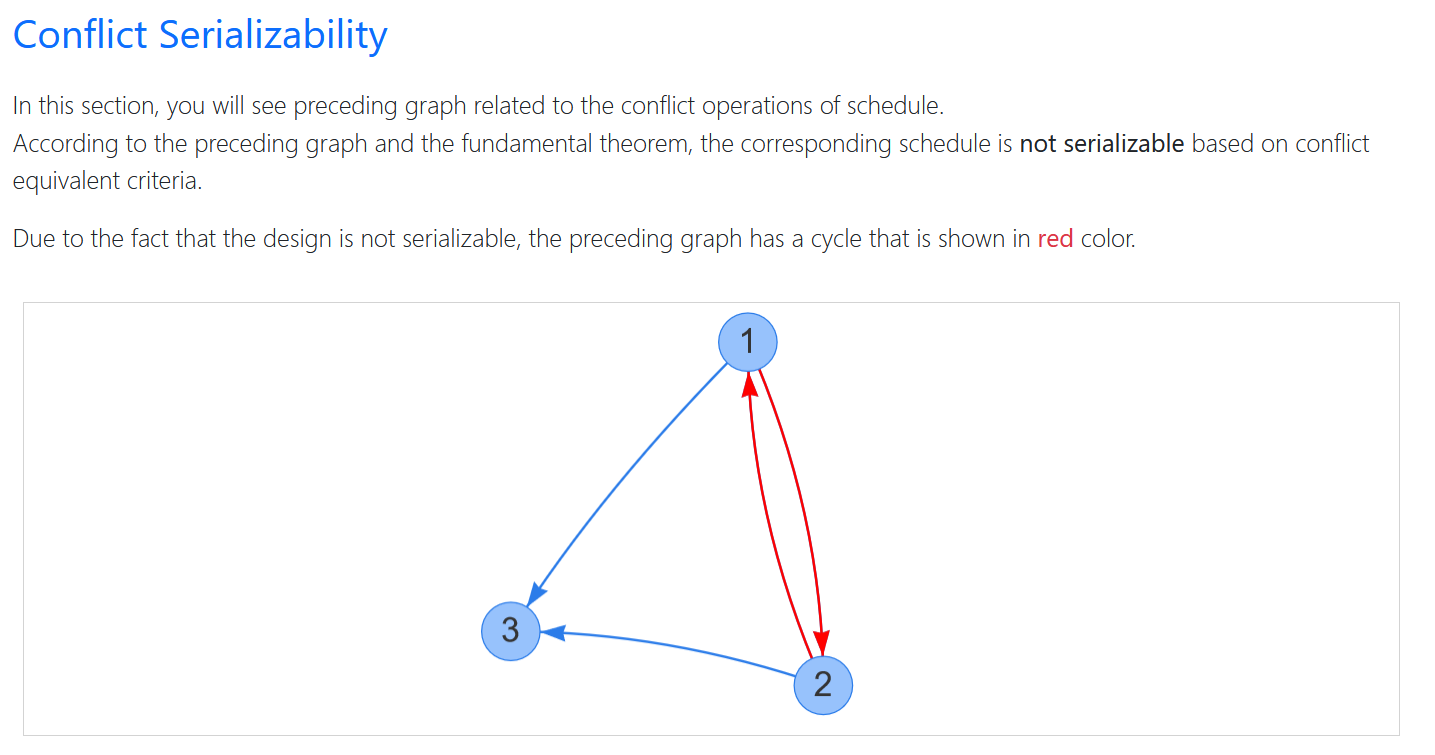 Conflict Serializability
In this section, you will see preceding graph related to the conflict operations of schedule.
According to the preceding graph and the fundamental theorem, the corresponding schedule is not serializable based on conflict
equivalent criteria.
Due to the fact that the design is not serializable, the preceding graph has a cycle that is shown in red color.
1
3
2